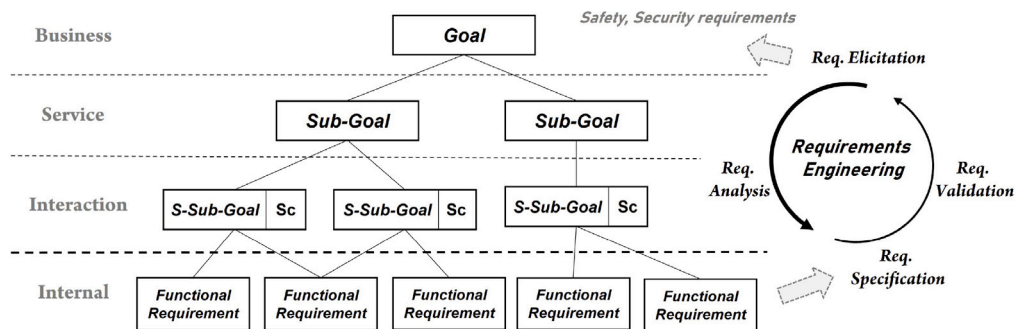 Safety, Security requirements
Business
Goal
Req. Elicitation
Service
Sub-Goal
Sub-Goal
Requirements
Engineering
Req.
Analysis
Req.
Validation
Interaction
S-Sub-Goal
Sc
S-Sub-Goal
Sc
S-Sub-Goal
Sc
Req.
Specification
Internal
Functional
Requirement
Functional
Requirement
Functional
Requirement
Functional
Requirement
Functional
Requirement